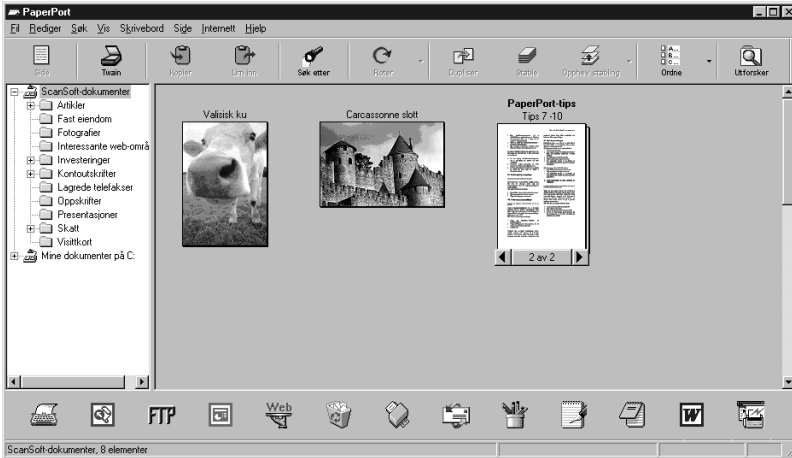 PaperPort
Fil Rediger Søk Vis Skrivebord Side Internett Hjelp
Side Twain Kopier Lim inn Søk etter Roter Dupliser Stable Opphev stabling Ordne Utforsker
ScanSoft-dokumenter
Artikler
Fast eiendom
Fotografier
Interessante web-områ
Investeringer
Kontoutskrifter
Lagrede telefakser
Oppskrifter
Presentasjoner
Skatt
Visittkort
Mine dokumenter på C:
Valisisk ku
Carcassonne slott
PaperPort-tips
Tips 7 -10
2 av 2
FTP Web W
ScanSoft-dokumenter, 8 elementer